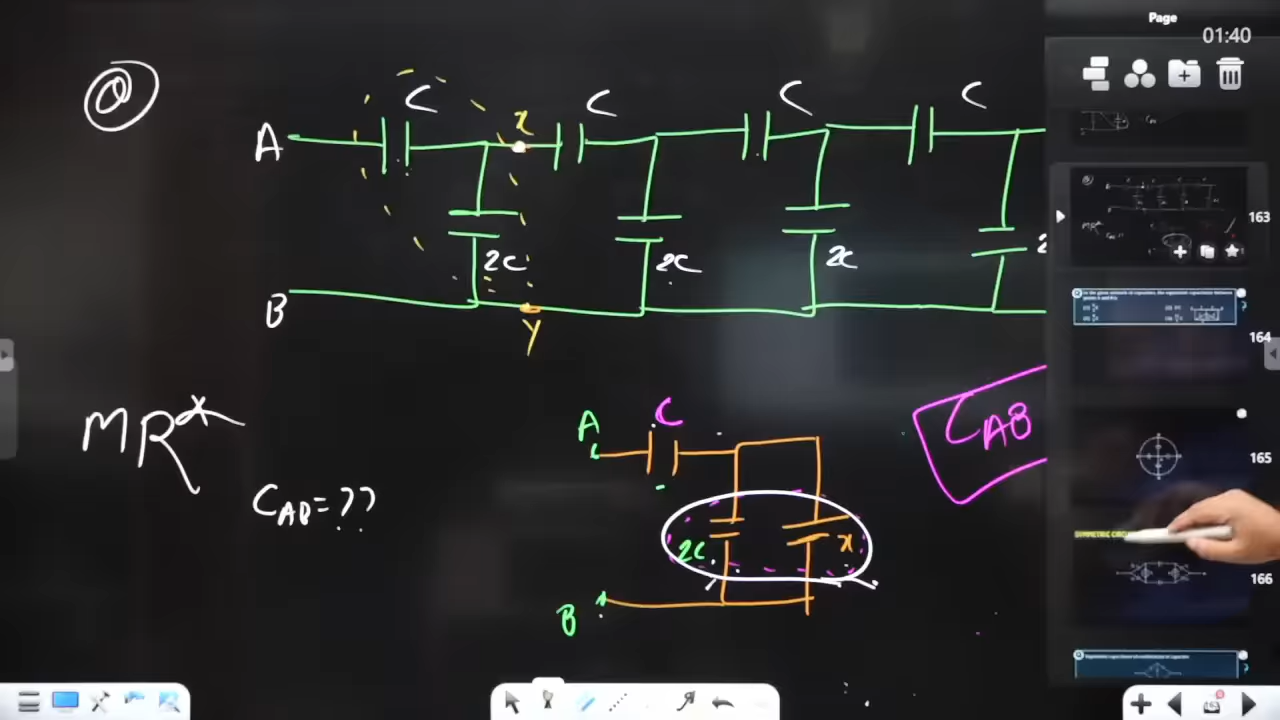 Page
01:40
Q
C
C
C
C
A
x
2C
2C
2C
2
B
Y
MR*
C_AB=??
A
C
2C
x
B
C_AB
163
164
165
166